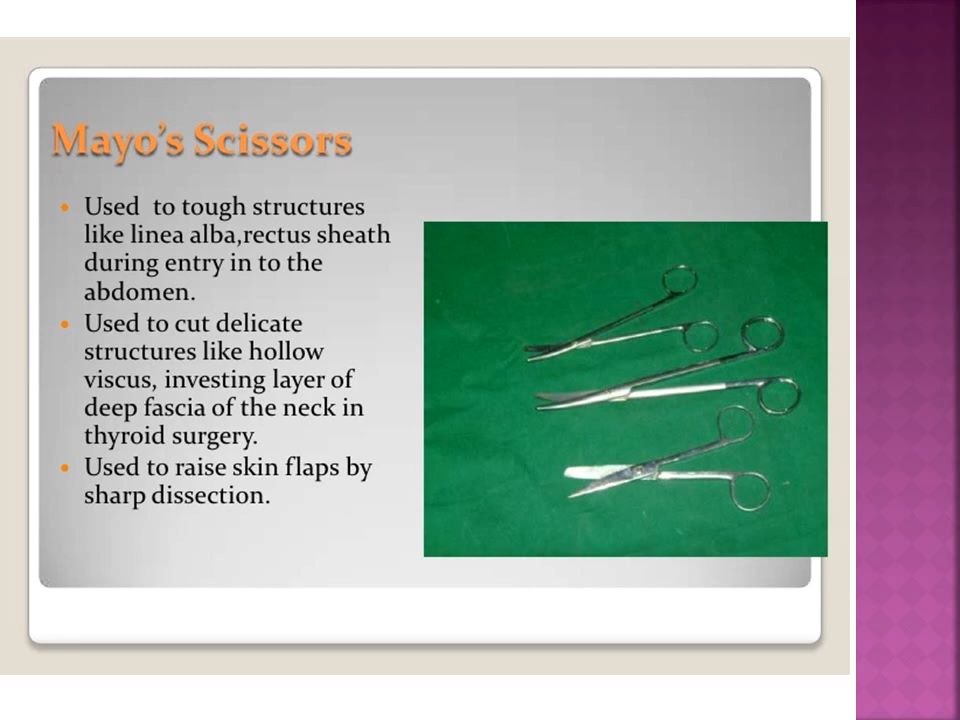 Mayo's Scissors
• Used  to tough structures
like linea alba,rectus sheath
during entry in to the
abdomen.
• Used to cut delicate
structures like hollow
viscus, investing layer of
deep fascia of the neck in
thyroid surgery.
• Used to raise skin flaps by
sharp dissection.